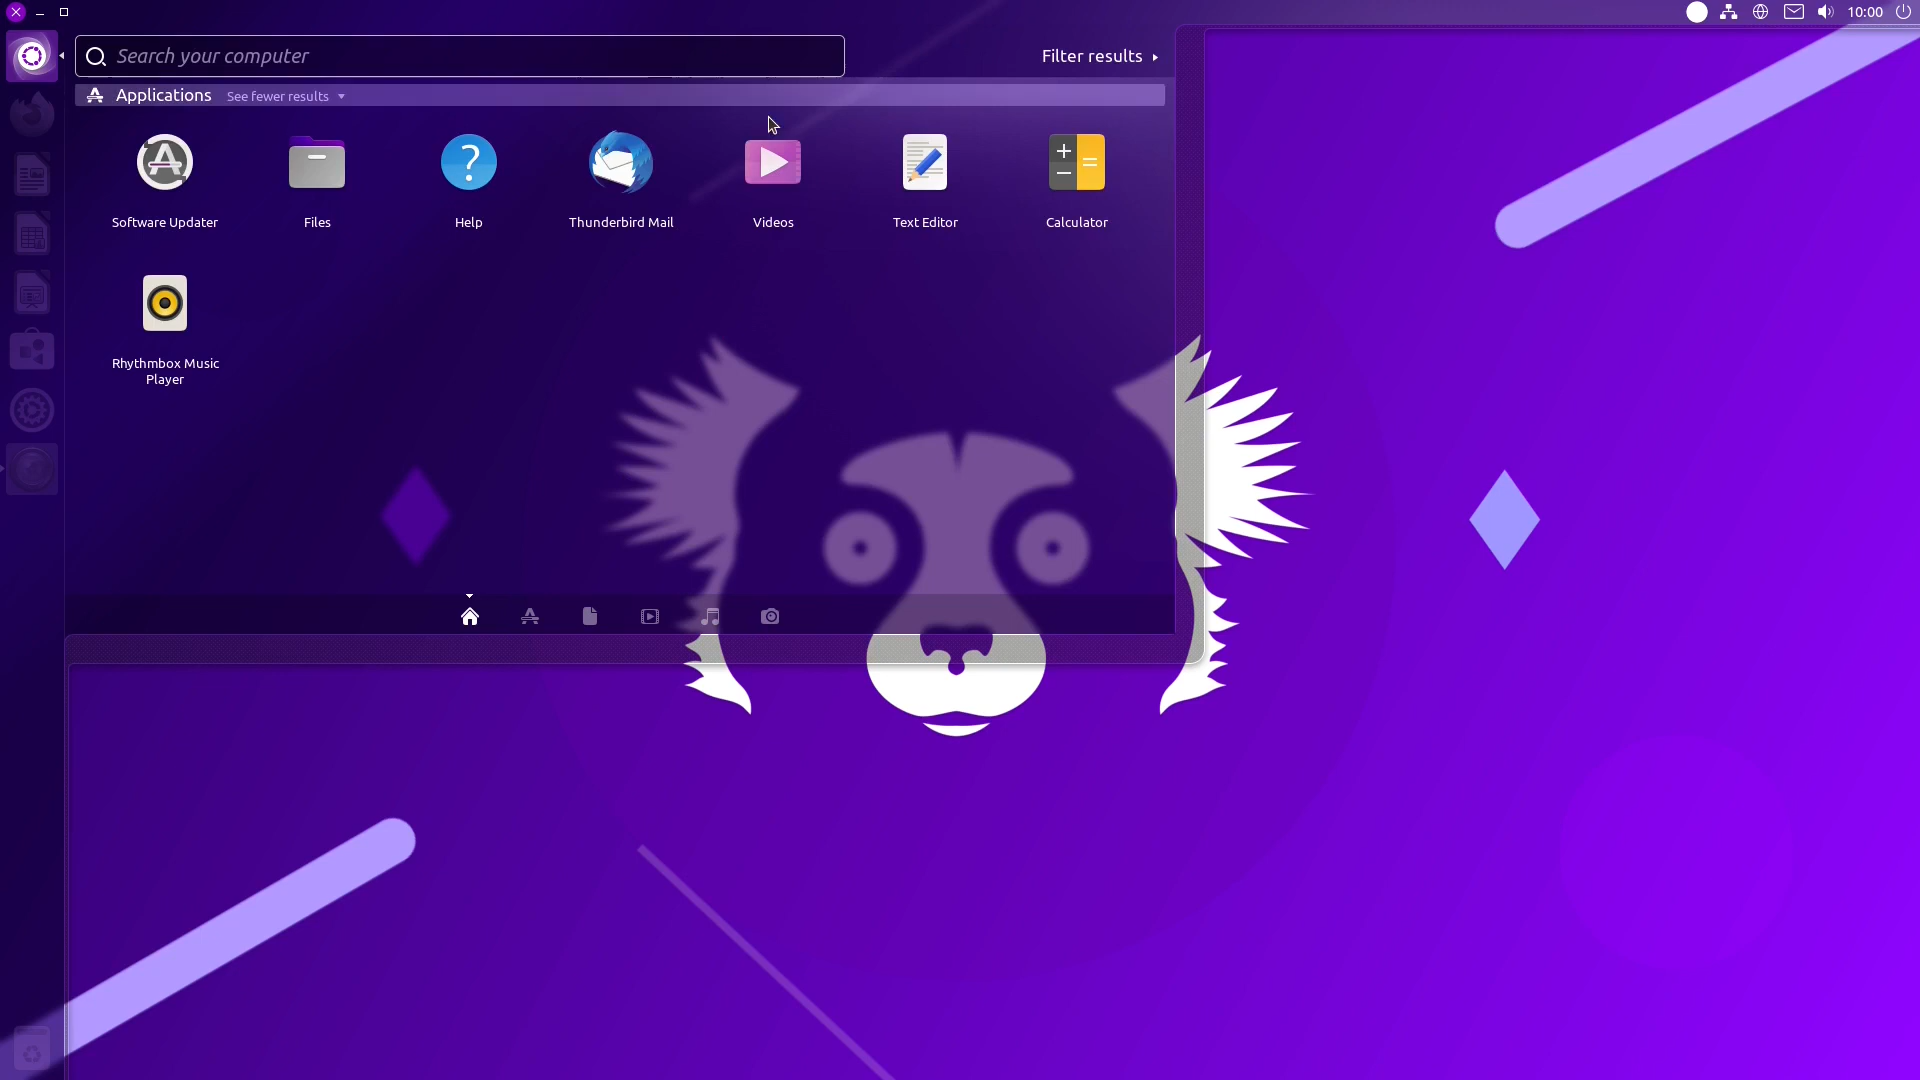 10:00
Search your computer
Filter results
Applications See fewer results
Software Updater
Files
Help
Thunderbird Mail
Videos
Text Editor
Calculator
Rhythmbox Music
Player